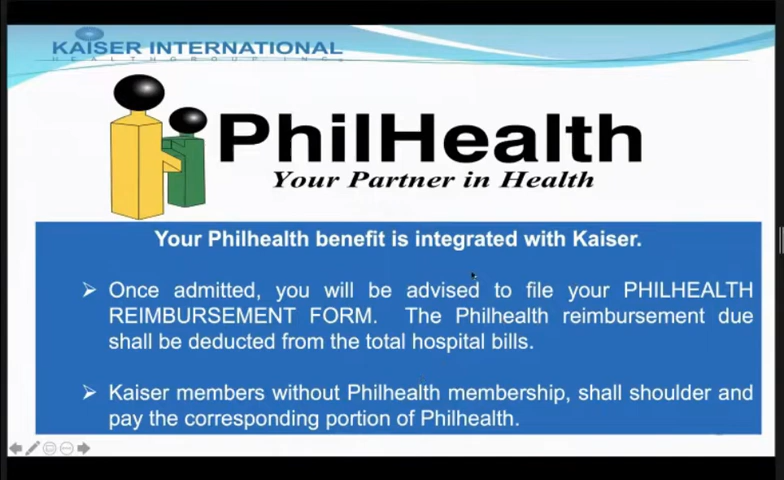 KAISER INTERNATIONAL
HEALTHGROUP INC.
PhilHealth
Your Partner in Health
Your Philhealth benefit is integrated with Kaiser.
➢ Once admitted, you will be advised to file your PHILHEALTH
REIMBURSEMENT FORM. The Philhealth reimbursement due
shall be deducted from the total hospital bills.
➢ Kaiser members without Philhealth membership, shall shoulder and
pay the corresponding portion of Philhealth.